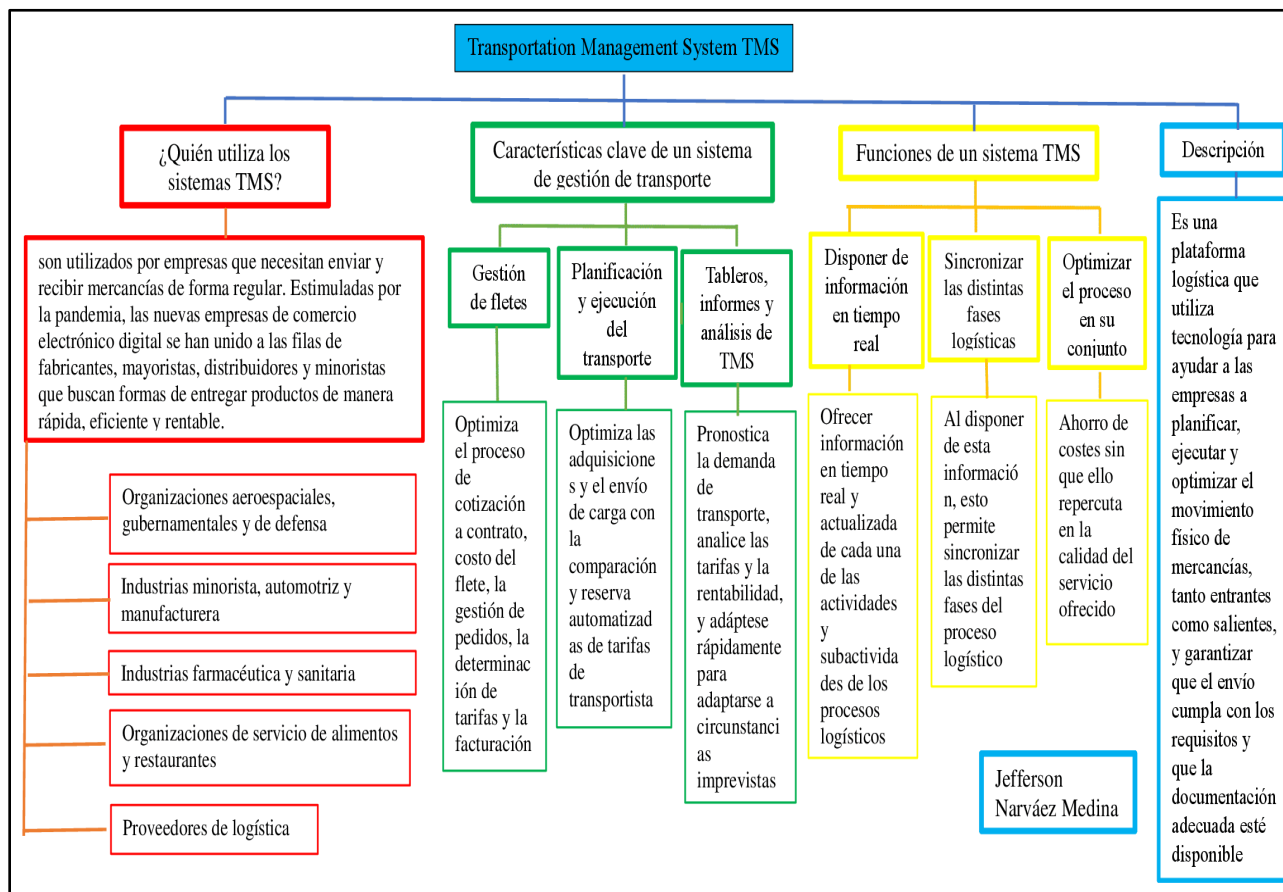 Transportation Management System TMS
¿Quién utiliza los
sistemas TMS?
son utilizados por empresas que necesitan enviar y
recibir mercancías de forma regular. Estimuladas por
la pandemia, las nuevas empresas de comercio
electrónico digital se han unido a las filas de
fabricantes, mayoristas, distribuidores y minoristas
que buscan formas de entregar productos de manera
rápida, eficiente y rentable.
Organizaciones aeroespaciales,
gubernamentales y de defensa
Industrias minorista, automotriz y
manufacturera
Industrias farmacéutica y sanitaria
Organizaciones de servicio de alimentos
y restaurantes
Proveedores de logística
Características clave de un sistema
de gestión de transporte
Gestión
de fletes
Optimiza
el proceso
de
cotización
a contrato,
costo del
flete, la
gestión de
pedidos, la
determinac
ión de
tarifas y la
facturación
Planificación
y ejecución
del
transporte
Optimiza las
adquisicione
s y el envío
de carga con
la
comparación
y reserva
automatizad
as de tarifas
de
transportista
Tableros,
informes y
análisis de
TMS
Pronostica
la demanda
de
transporte,
analice las
tarifas y la
rentabilidad,
y adáptese
rápidamente
para
adaptarse a
circunstanci
as
imprevistas
Funciones de un sistema TMS
Disponer de
información
en tiempo
real
Ofrecer
información
en tiempo
real y
actualizada
de cada una
de las
actividades
y
subactivida
des de los
procesos
logísticos
Sincronizar
las distintas
fases
logísticas
Al disponer
de esta
informació
n, esto
permite
sincronizar
las distintas
fases del
proceso
logístico
Optimizar
el proceso
en su
conjunto
Ahorro de
costes sin
que ello
repercuta
en la
calidad del
servicio
ofrecido
Descripción
Es una
plataforma
logística que
utiliza
tecnología para
ayudar a las
empresas a
planificar,
ejecutar y
optimizar el
movimiento
físico de
mercancías,
tanto entrantes
como salientes,
y garantizar
que el envío
cumpla con los
requisitos y
que la
documentación
adecuada esté
disponible
Jefferson
Narváez Medina